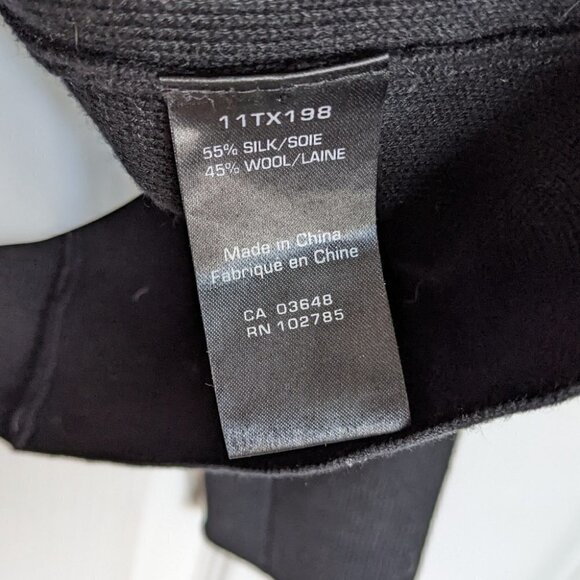 11TX198
55% SILK/SOIE
45% WOOL/LAINE
Made in China
Fabriqué en Chine
CA 03648
RN 102785